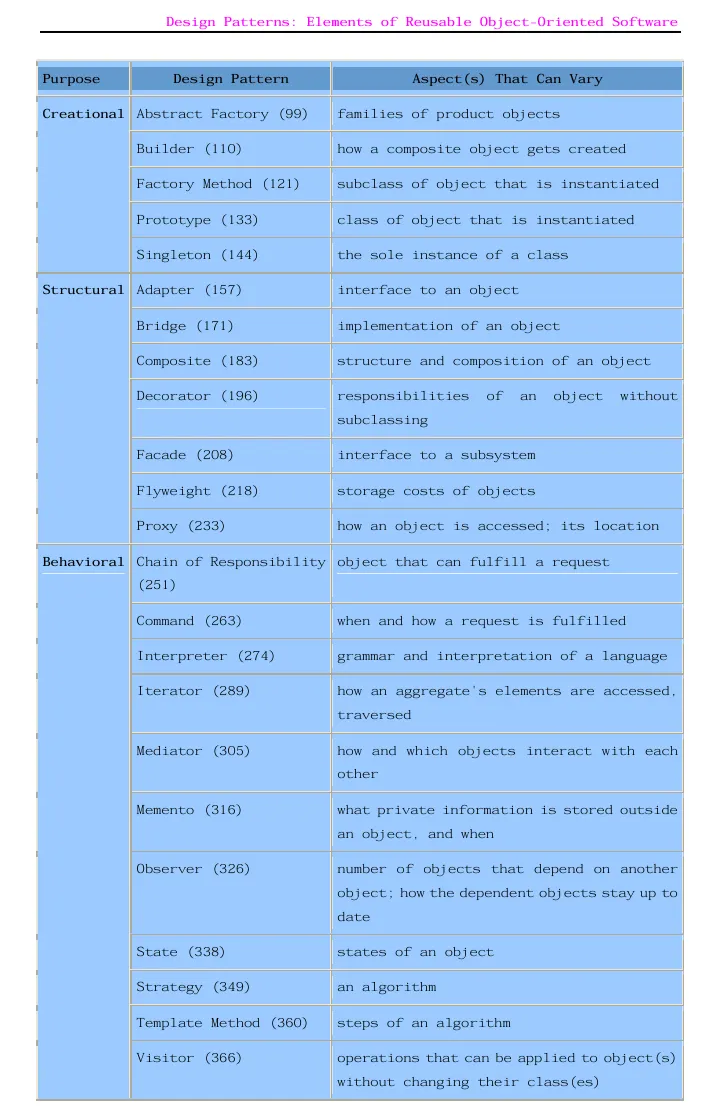 Design Patterns: Elements of Reusable Object-Oriented Software
Purpose Design Pattern Aspect(s) That Can Vary
Creational Abstract Factory (99) families of product objects
Builder (110) how a composite object gets created
Factory Method (121) subclass of object that is instantiated
Prototype (133) class of object that is instantiated
Singleton (144) the sole instance of a class
Structural Adapter (157) interface to an object
Bridge (171) implementation of an object
Composite (183) structure and composition of an object
Decorator (196) responsibilities of an object without
subclassing
Facade (208) interface to a subsystem
Flyweight (218) storage costs of objects
Proxy (233) how an object is accessed; its location
Behavioral Chain of Responsibility object that can fulfill a request
(251)
Command (263) when and how a request is fulfilled
Interpreter (274) grammar and interpretation of a language
Iterator (289) how an aggregate's elements are accessed,
traversed
Mediator (305) how and which objects interact with each
other
Memento (316) what private information is stored outside
an object, and when
Observer (326) number of objects that depend on another
object; how the dependent objects stay up to
date
State (338) states of an object
Strategy (349) an algorithm
Template Method (360) steps of an algorithm
Visitor (366) operations that can be applied to object(s)
without changing their class(es)